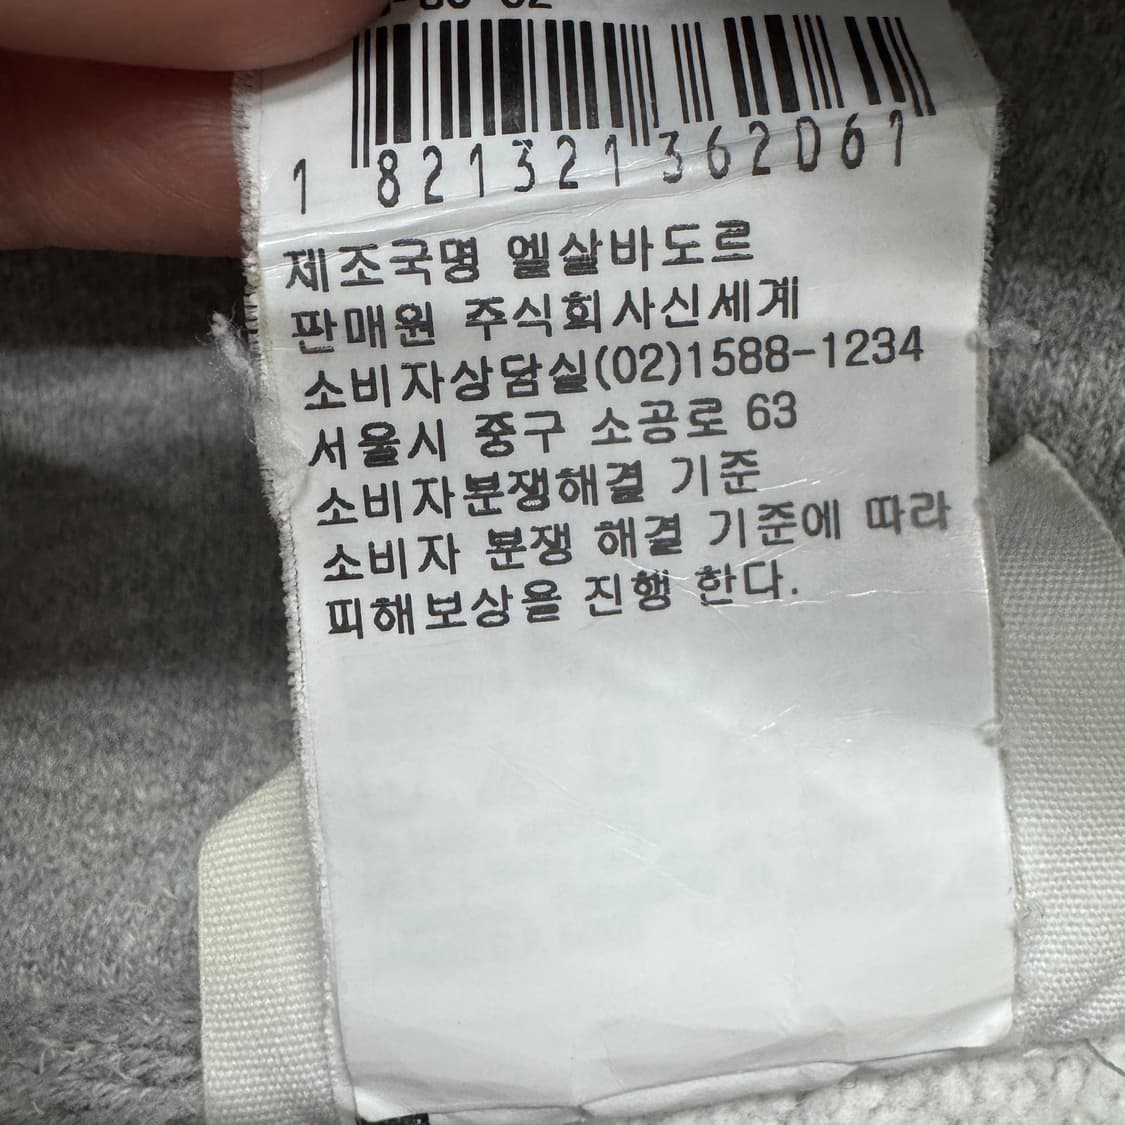 1 821321 362061
제조국명 엘살바도르
판매원 주식회사신세계
소비자상담실(02)1588-1234
서울시 중구 소공로 63
소비자분쟁해결 기준
소비자 분쟁 해결 기준에 따라
피해보상을 진행 한다.